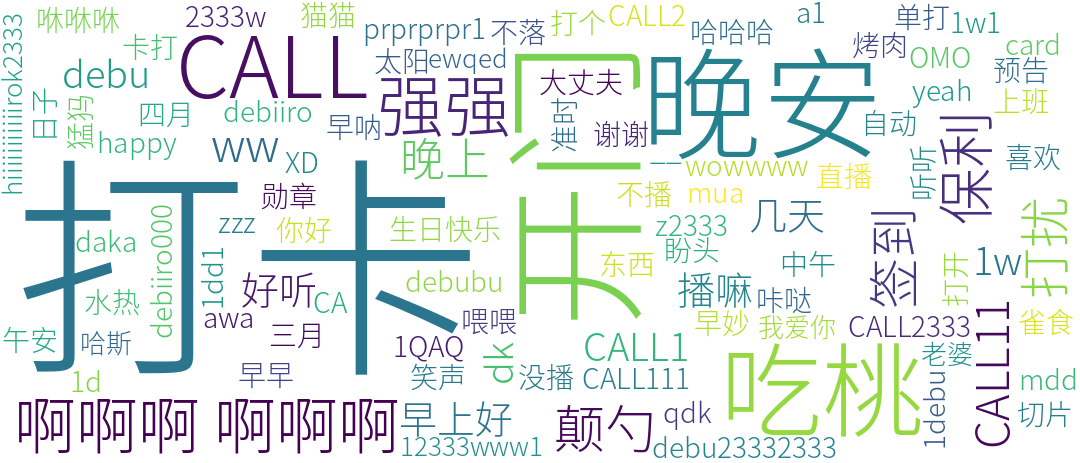 hiiiiiiiiiiiiirok2333
咻咻咻
2333w
猫猫
prprprpr1
不落
打个
CALL2
哈哈哈
a1
单打
1w1
card
卡打
CALL
太阳
ewqed
烤肉
OMO
预告
debu
强强
大丈夫
开门
晚安
yeah
上班
日子
猛犸
四月
debiiro
早呐
准时
谢谢
自动
保利
happy
ww
XD
晚上
一一
wowwww
直播
听听
喜欢
打卡
勋章
不播
mua
zzz
你好
生日快乐
z2333
几天
签到
打扰
daka
debiiro000
1dd1
盼头
东西
中午
1w
打开
水热
好听
CA
debubu
播嘛
咔哒
awa
三月
喂喂
早妙
我爱你
CALL2333
CALL11
雀食
午安
哈斯
1QAQ
dk
CALL1
吃桃
老婆
1d
早早
笑声
没播
CALL111
mdd
啊啊啊 啊啊啊
早上好
颠勺
qdk
1debu
切片
12333www1
debu23332333